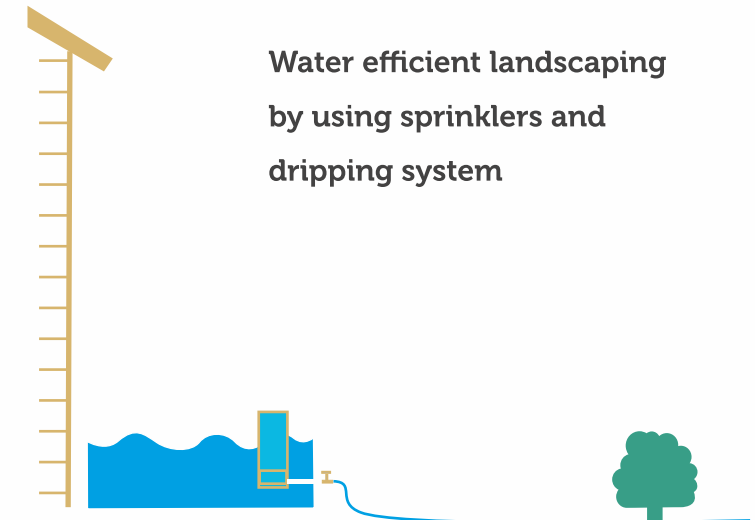 Water efficient landscaping
by using sprinklers and
dripping system